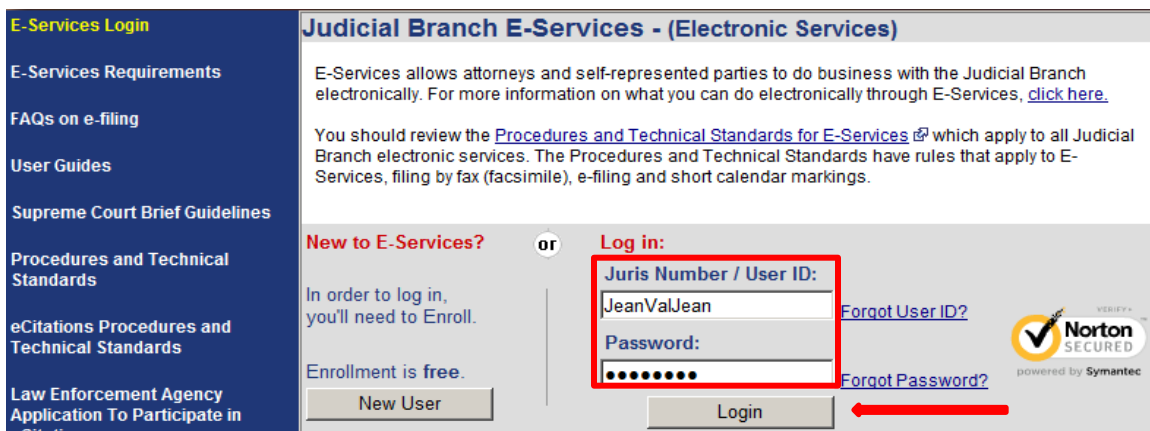 E-Services Login
E-Services Requirements
FAQs on e-filing
User Guides
Supreme Court Brief Guidelines
Procedures and Technical
Standards
eCitations Procedures and
Technical Standards
Law Enforcement Agency
Application To Participate in
Judicial Branch E-Services - (Electronic Services)
E-Services allows attorneys and self-represented parties to do business with the Judicial Branch
electronically. For more information on what you can do electronically through E-Services, click here.
You should review the Procedures and Technical Standards for E-Services which apply to all Judicial
Branch electronic services. The Procedures and Technical Standards have rules that apply to E-
Services, filing by fax (facsimile), e-filing and short calendar markings.
New to E-Services?
In order to log in,
you'll need to Enroll.
Enrollment is free.
New User
or
Log in:
Juris Number / User ID:
JeanValJean
Forgot User ID?
Password:
••••••••
Forgot Password?
Login
VERIFY
Norton
SECURED
powered by Symantec